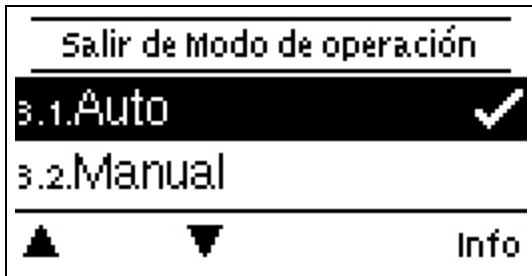 Salir de Modo de operación
3.1.Auto
3.2.Manual
Info